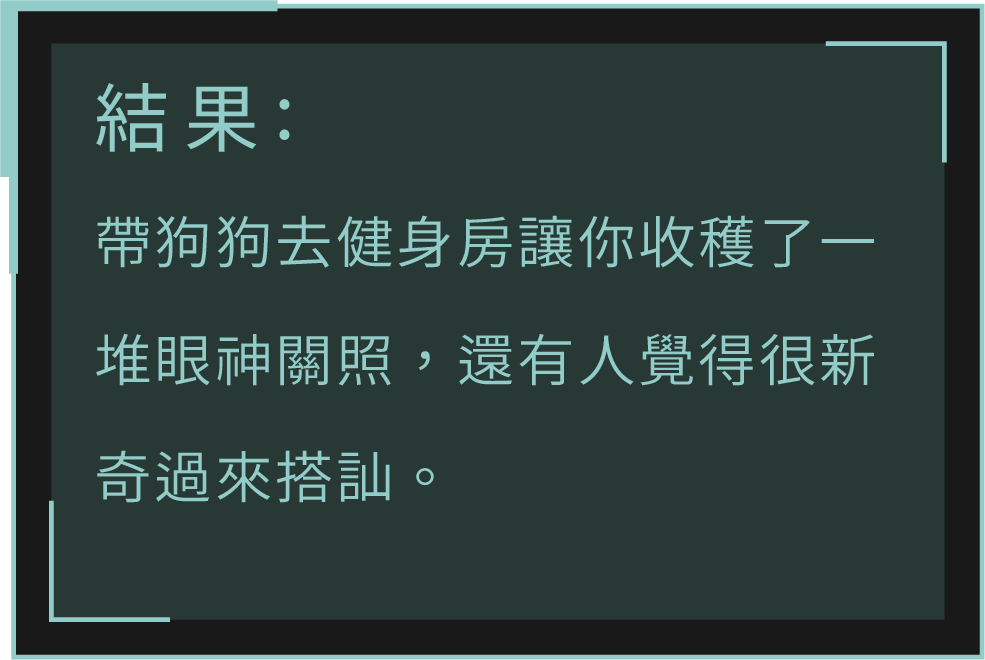 結果:
帶狗狗去健身房讓你收穫了一
堆眼神關照，還有人覺得很新
奇過來搭訕。